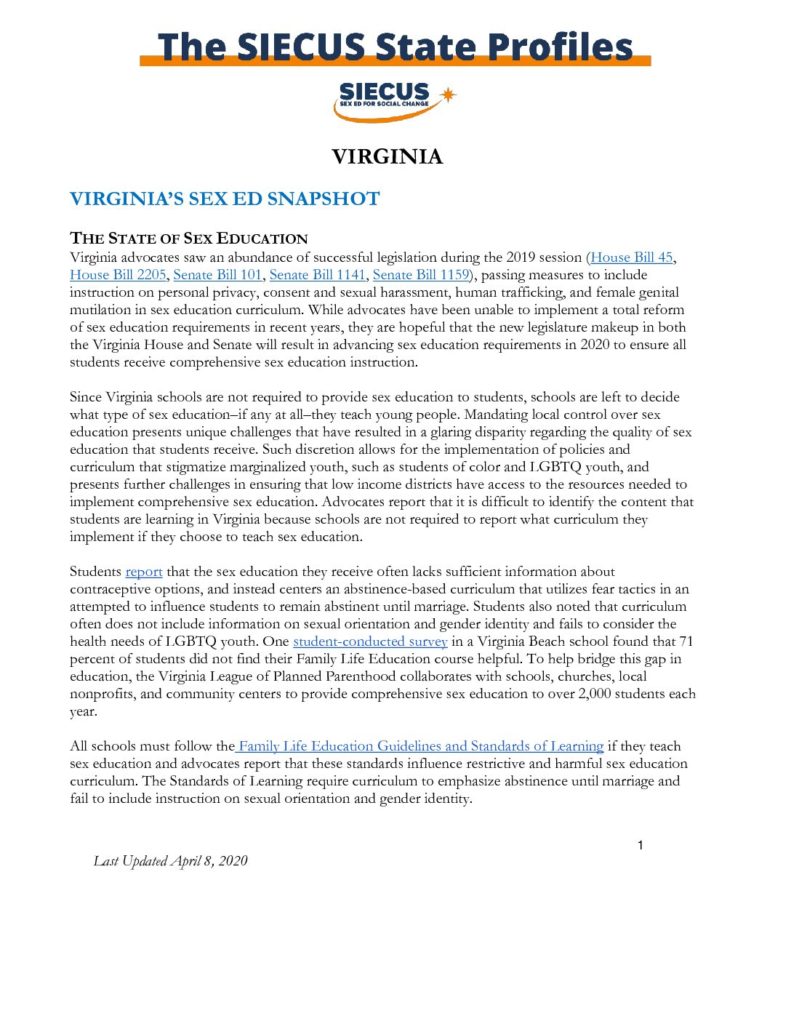 The SIECUS State Profiles
SIECUS
SEX ED FOR SOCIAL CHANGE
VIRGINIA
VIRGINIA'S SEX ED SNAPSHOT
THE STATE OF SEX EDUCATION
Virginia advocates saw an abundance of successful legislation during the 2019 session (House Bill 45,
House Bill 2205, Senate Bill 101, Senate Bill 1141, Senate Bill 1159), passing measures to include
instruction on personal privacy, consent and sexual harassment, human trafficking, and female genital
mutilation in sex education curriculum. While advocates have been unable to implement a total reform
of sex education requirements in recent years, they are hopeful that the new legislature makeup in both
the Virginia House and Senate will result in advancing sex education requirements in 2020 to ensure all
students receive comprehensive sex education instruction.
Since Virginia schools are not required to provide sex education to students, schools are left to decide
what type of sex education–if any at all–they teach young people. Mandating local control over sex
education presents unique challenges that have resulted in a glaring disparity regarding the quality of sex
education that students receive. Such discretion allows for the implementation of policies and
curriculum that stigmatize marginalized youth, such as students of color and LGBTQ youth, and
presents further challenges in ensuring that low income districts have access to the resources needed to
implement comprehensive sex education. Advocates report that it is difficult to identify the content that
students are learning in Virginia because schools are not required to report what curriculum they
implement if they choose to teach sex education.
Students report that the sex education they receive often lacks sufficient information about
contraceptive options, and instead centers an abstinence-based curriculum that utilizes fear tactics in an
attempted to influence students to remain abstinent until marriage. Students also noted that curriculum
often does not include information on sexual orientation and gender identity and fails to consider the
health needs of LGBTQ youth. One student-conducted survey in a Virginia Beach school found that 71
percent of students did not find their Family Life Education course helpful. To help bridge this gap in
education, the Virginia League of Planned Parenthood collaborates with schools, churches, local
nonprofits, and community centers to provide comprehensive sex education to over 2,000 students each
year.
All schools must follow the Family Life Education Guidelines and Standards of Learning if they teach
sex education and advocates report that these standards influence restrictive and harmful sex education
curriculum. The Standards of Learning require curriculum to emphasize abstinence until marriage and
fail to include instruction on sexual orientation and gender identity.
1
Last Updated April 8, 2020